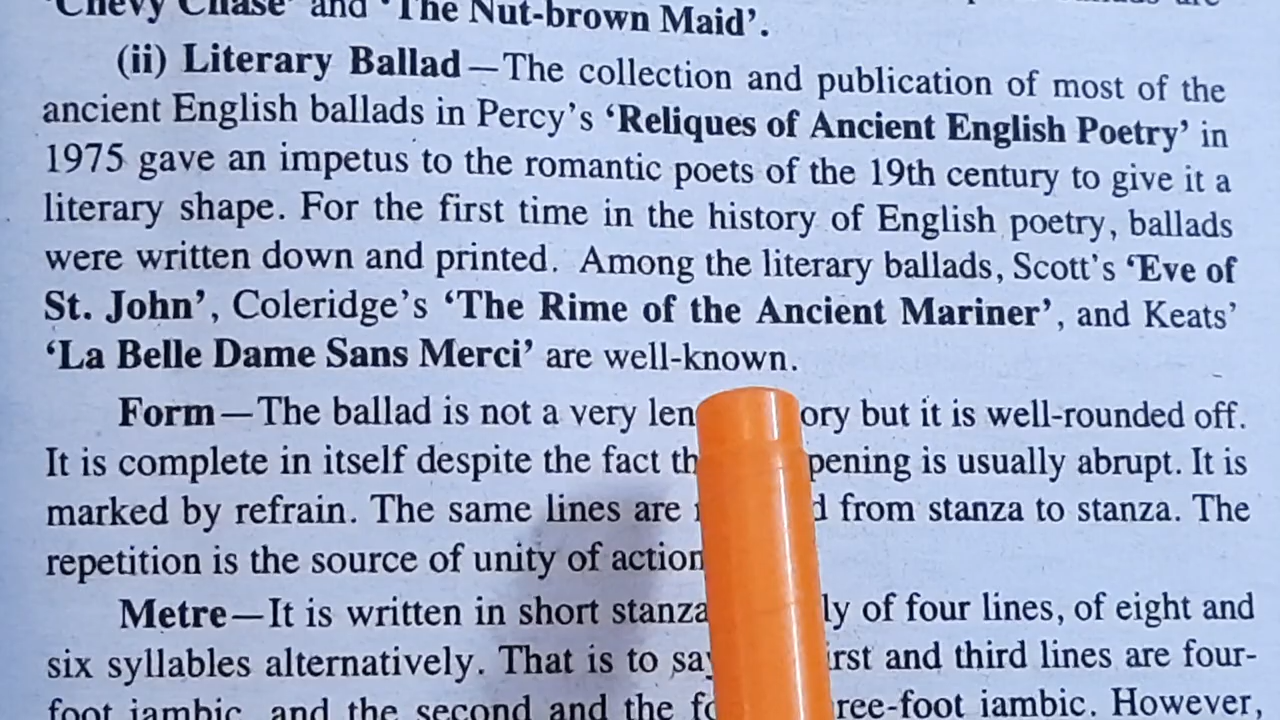 'Chevy Chase' and 'The Nut-brown Maid'.
(ii) Literary Ballad—The collection and publication of most of the
ancient English ballads in Percy's 'Reliques of Ancient English Poetry' in
1975 gave an impetus to the romantic poets of the 19th century to give it a
literary shape. For the first time in the history of English poetry, ballads
were written down and printed. Among the literary ballads, Scott's 'Eve of
St. John', Coleridge's 'The Rime of the Ancient Mariner', and Keats'
'La Belle Dame Sans Merci' are well-known.
Form—The ballad is not a very len ory but it is well-rounded off.
It is complete in itself despite the fact th pening is usually abrupt. It is
marked by refrain. The same lines are d from stanza to stanza. The
repetition is the source of unity of action
Metre—It is written in short stanza ly of four lines, of eight and
six syllables alternatively. That is to say irst and third lines are four-
foot iambic, and the second and the fo ree-foot iambic. However,